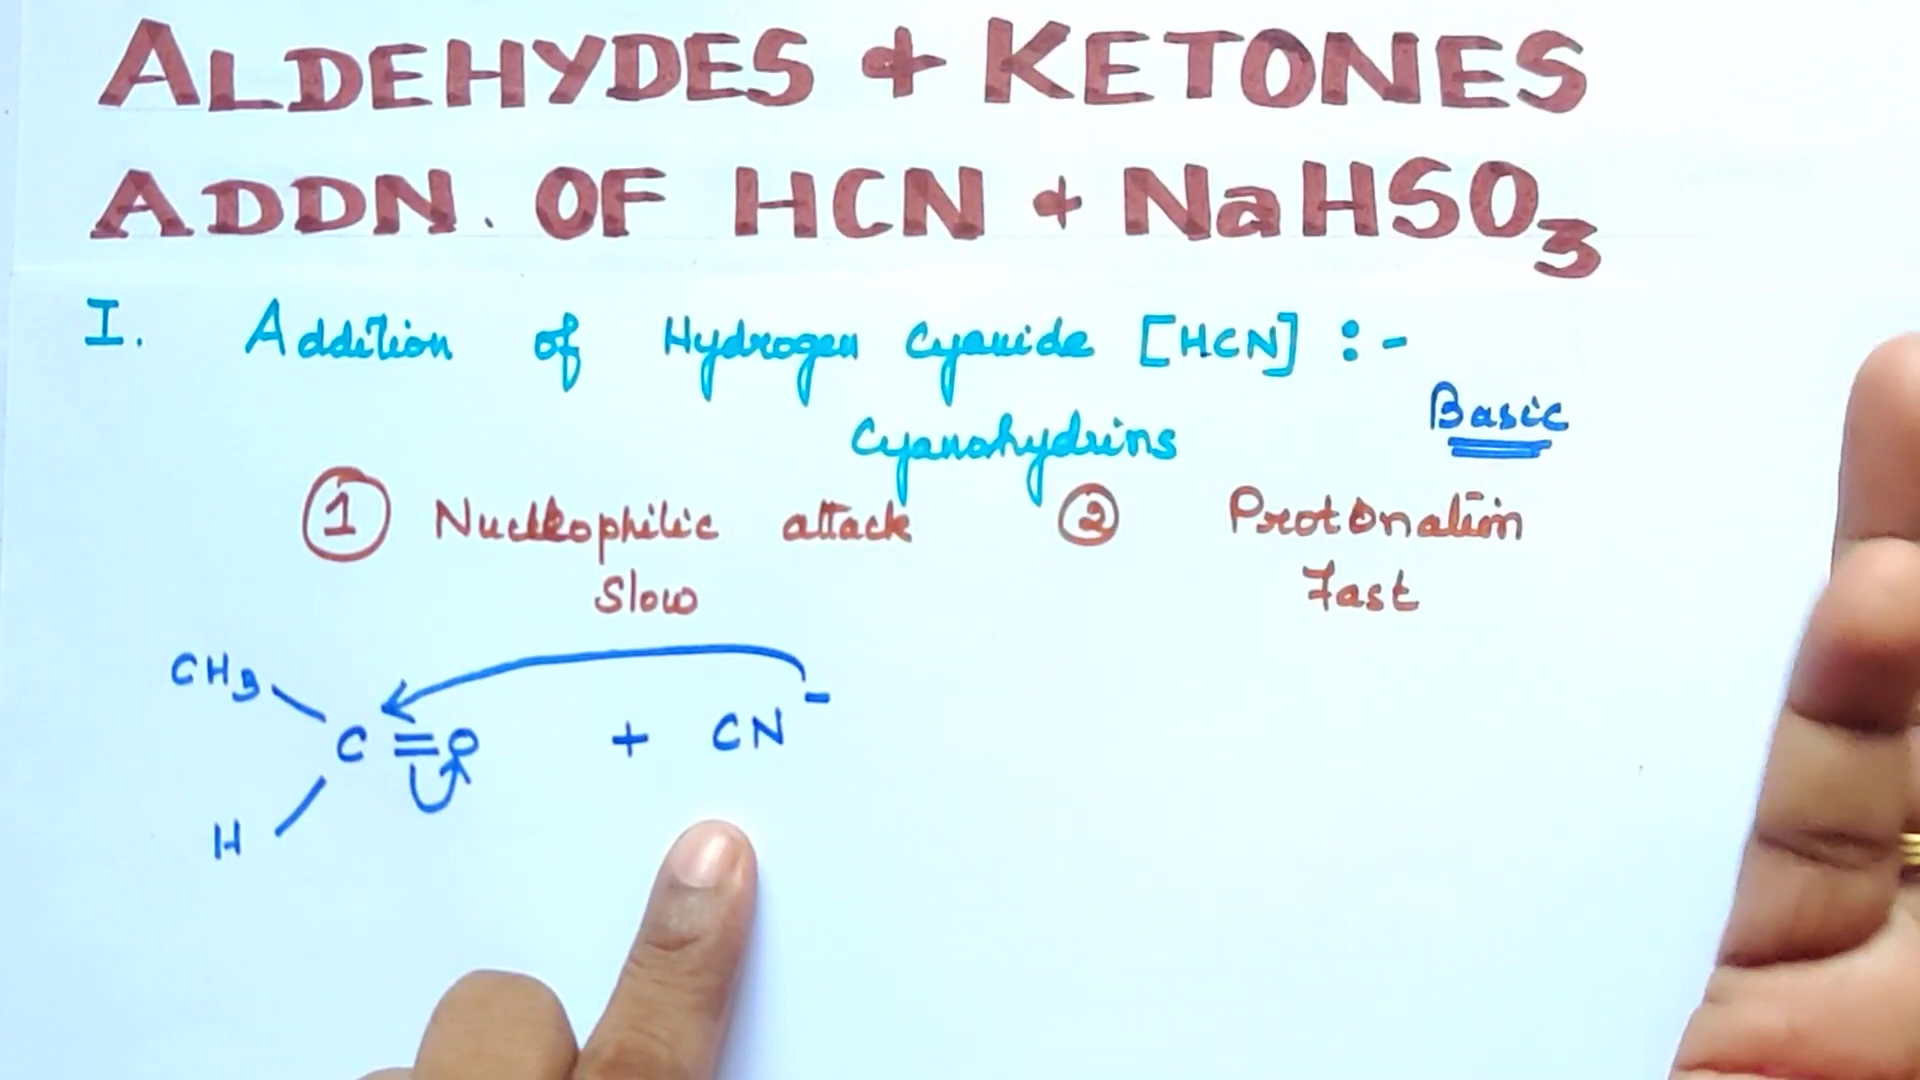 ALDEHYDES + KETONES
ADDN. OF HCN + NaHSO₃
I. Addition of Hydrogen Cyanide [HCN] :-
Basic
Cyanohydrins
① Nucleophilic attack ② Protonation
Slow Fast
CH₃
C = O + CN⁻
H